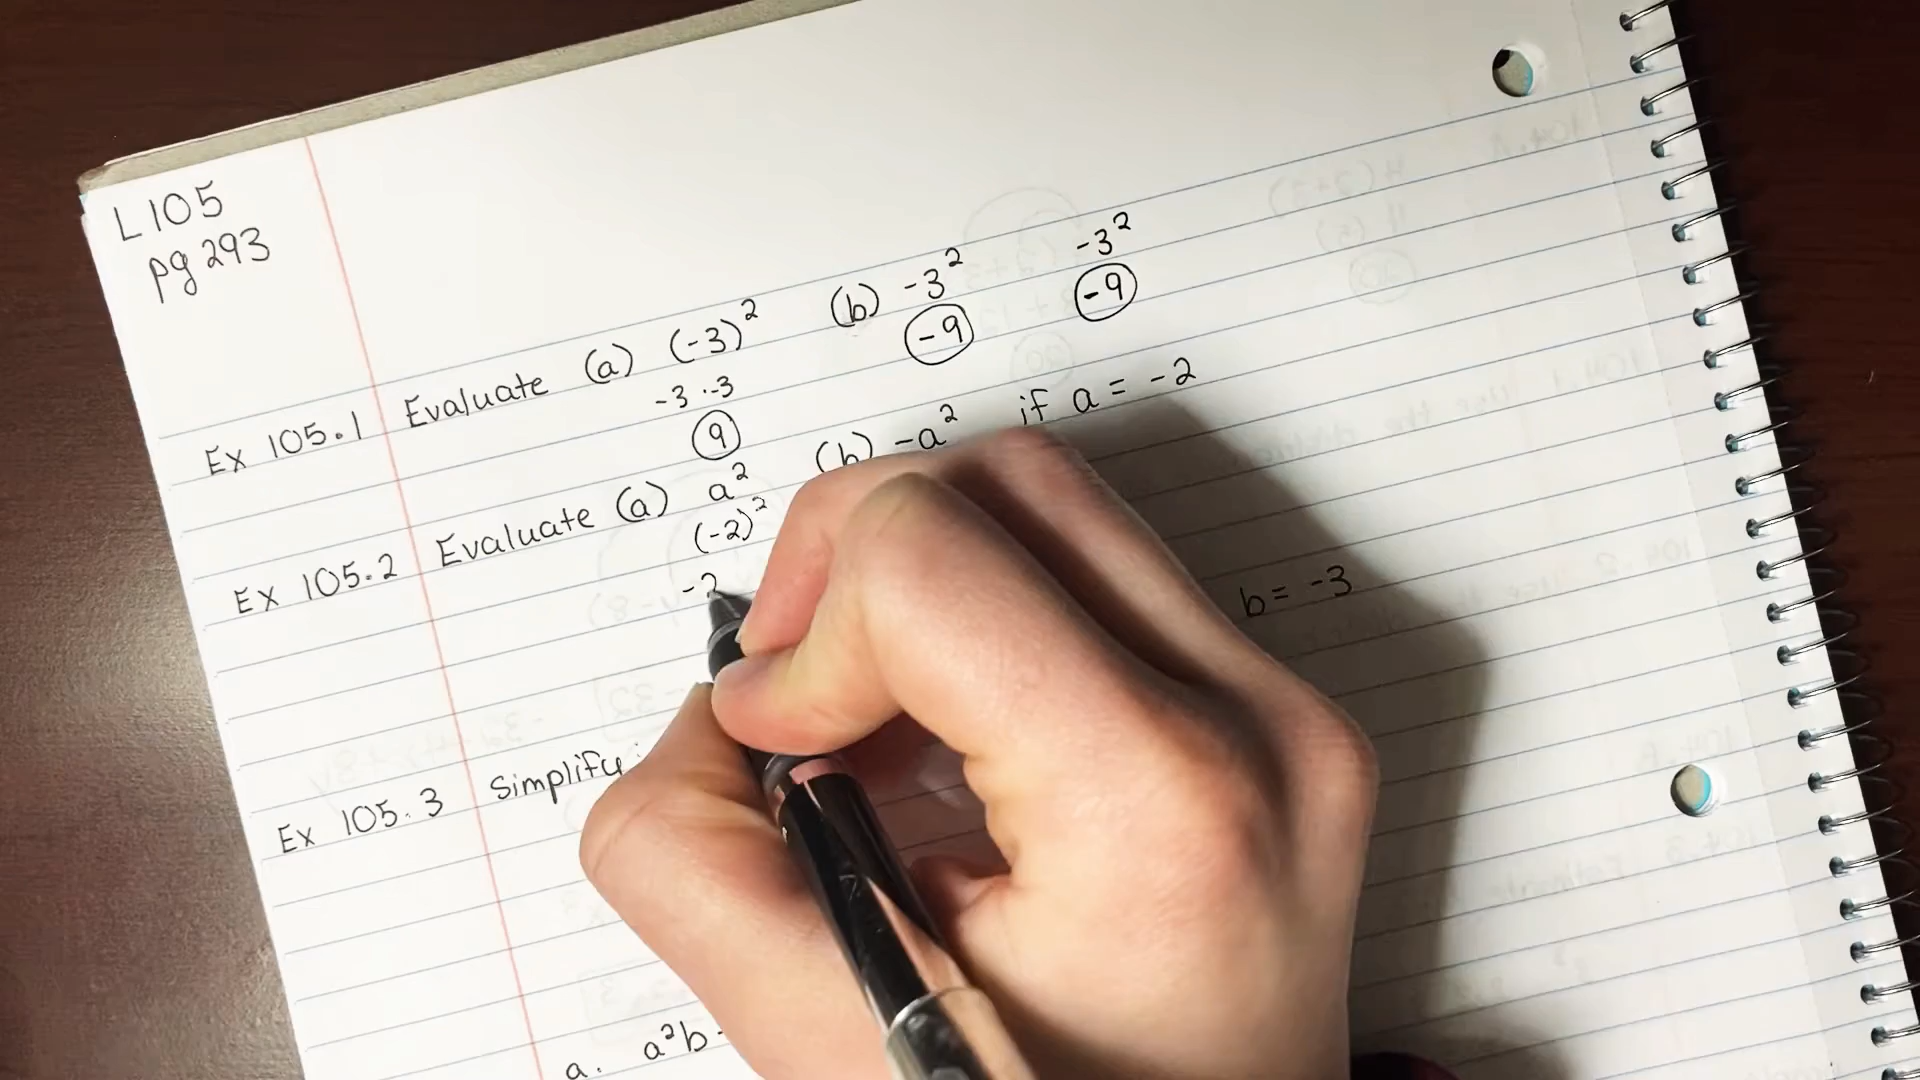 L105
pg 293
-3²
Ex 105.1 Evaluate (a) (-3)² (b) -3²
-9
-9
-3 · -3
9
Ex 105.2 Evaluate (a) a² (b) -a² if a = -2
(-2)²
-2
b = -3
Ex 105.3 Simplify:
a. a²b